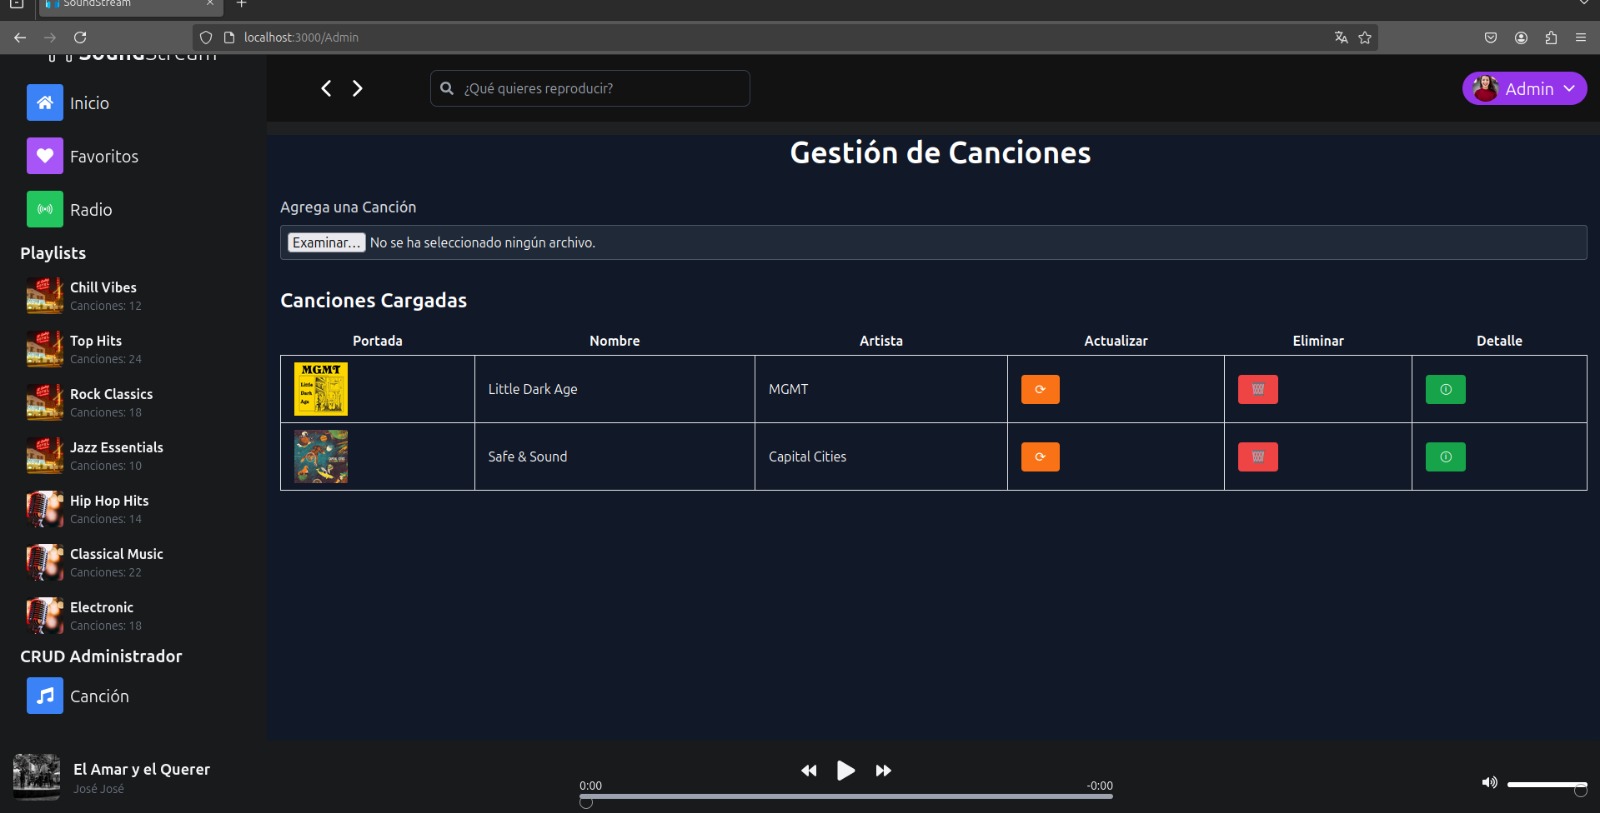 SoundStream
localhost:3000/Admin
SoundStream
¿Qué quieres reproducir?
Admin
Inicio
Favoritos
Radio
Playlists
Chill Vibes
Canciones: 12
Top Hits
Canciones: 24
Rock Classics
Canciones: 18
Jazz Essentials
Canciones: 10
Hip Hop Hits
Canciones: 14
Classical Music
Canciones: 22
Electronic
Canciones: 18
CRUD Administrador
Canción
Gestión de Canciones
Agrega una Canción
Examinar... No se ha seleccionado ningún archivo.
Canciones Cargadas
Portada Nombre Artista Actualizar Eliminar Detalle
MGMT
Little
Dark
Age
Little Dark Age MGMT
Safe & Sound Capital Cities
El Amar y el Querer
José José
0:00 -0:00